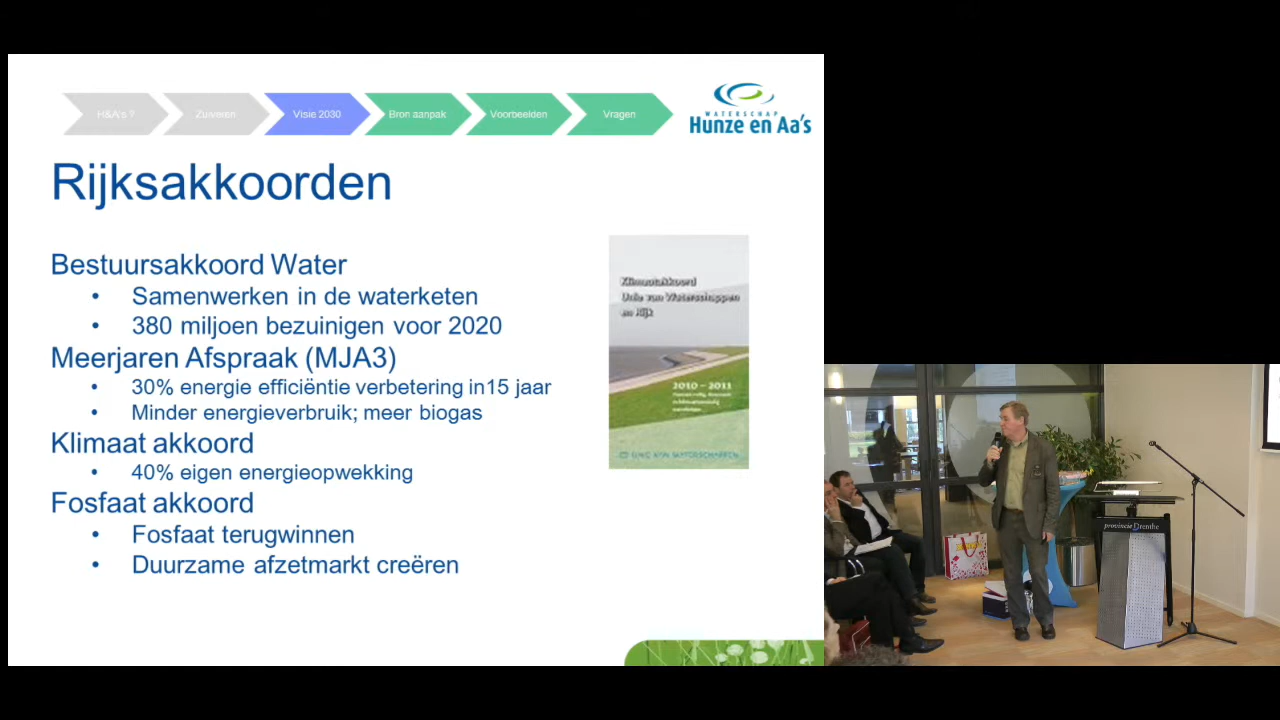 H&A's ?
Zuiveren
Visie 2030
Bron aanpak
Voorbeelden
Vragen
WATERSCHAP
Hunze en Aa's
Rijksakkoorden
Bestuursakkoord Water
• Samenwerken in de waterketen
• 380 miljoen bezuinigen voor 2020
Meerjaren Afspraak (MJA3)
• 30% energie efficiëntie verbetering in15 jaar
• Minder energieverbruik; meer biogas
Klimaat akkoord
• 40% eigen energieopwekking
Fosfaat akkoord
• Fosfaat terugwinnen
• Duurzame afzetmarkt creëren
Klimaatakkoord
Unie van Waterschappen
en Rijk
2010 – 2011
UNIE VAN WATERSCHAPPEN
provincie Drenthe